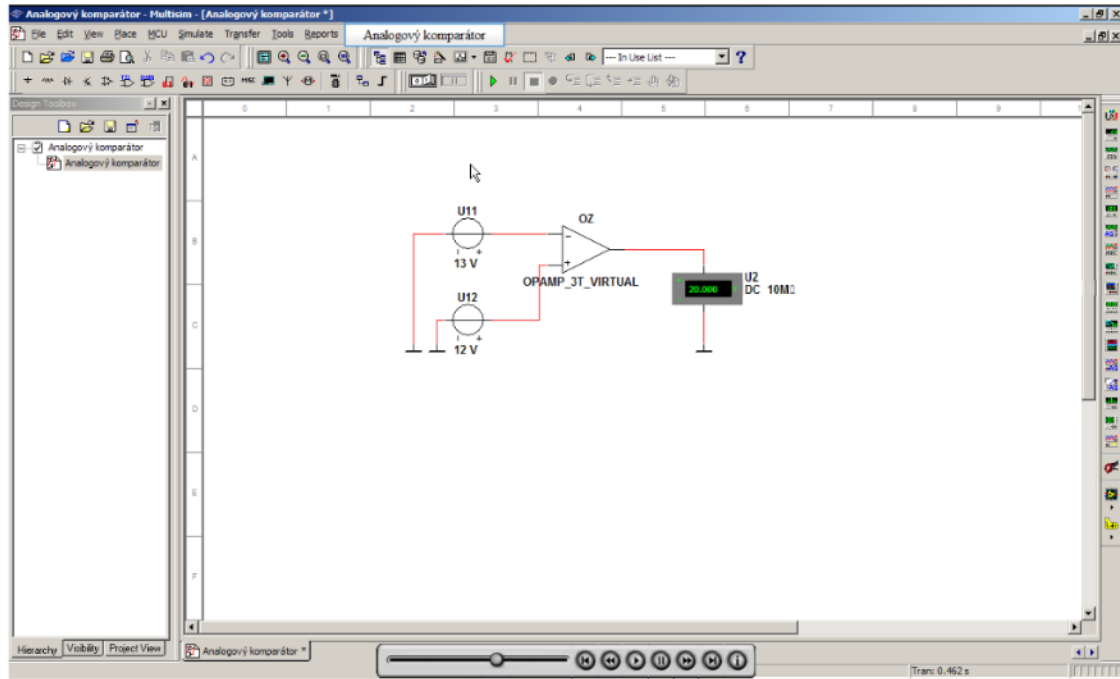 Analogový komparátor - Multisim - [Analogový komparátor *]
File Edit View Place MCU Simulate Transfer Tools Reports
Analogový komparátor
--- In Use List ---
?
Design Toolbox
Analogový komparátor
Analogový komparátor
0 1 2 3 4 5 6 7 8 9
A
B
C
D
E
F
U11
- +
13 V
U12
- +
12 V
OZ
-
+
OPAMP_3T_VIRTUAL
20.000
U2
DC 10MΩ
Hierarchy Visibility Project View
Analogový komparátor *
Tran: 0.462 s